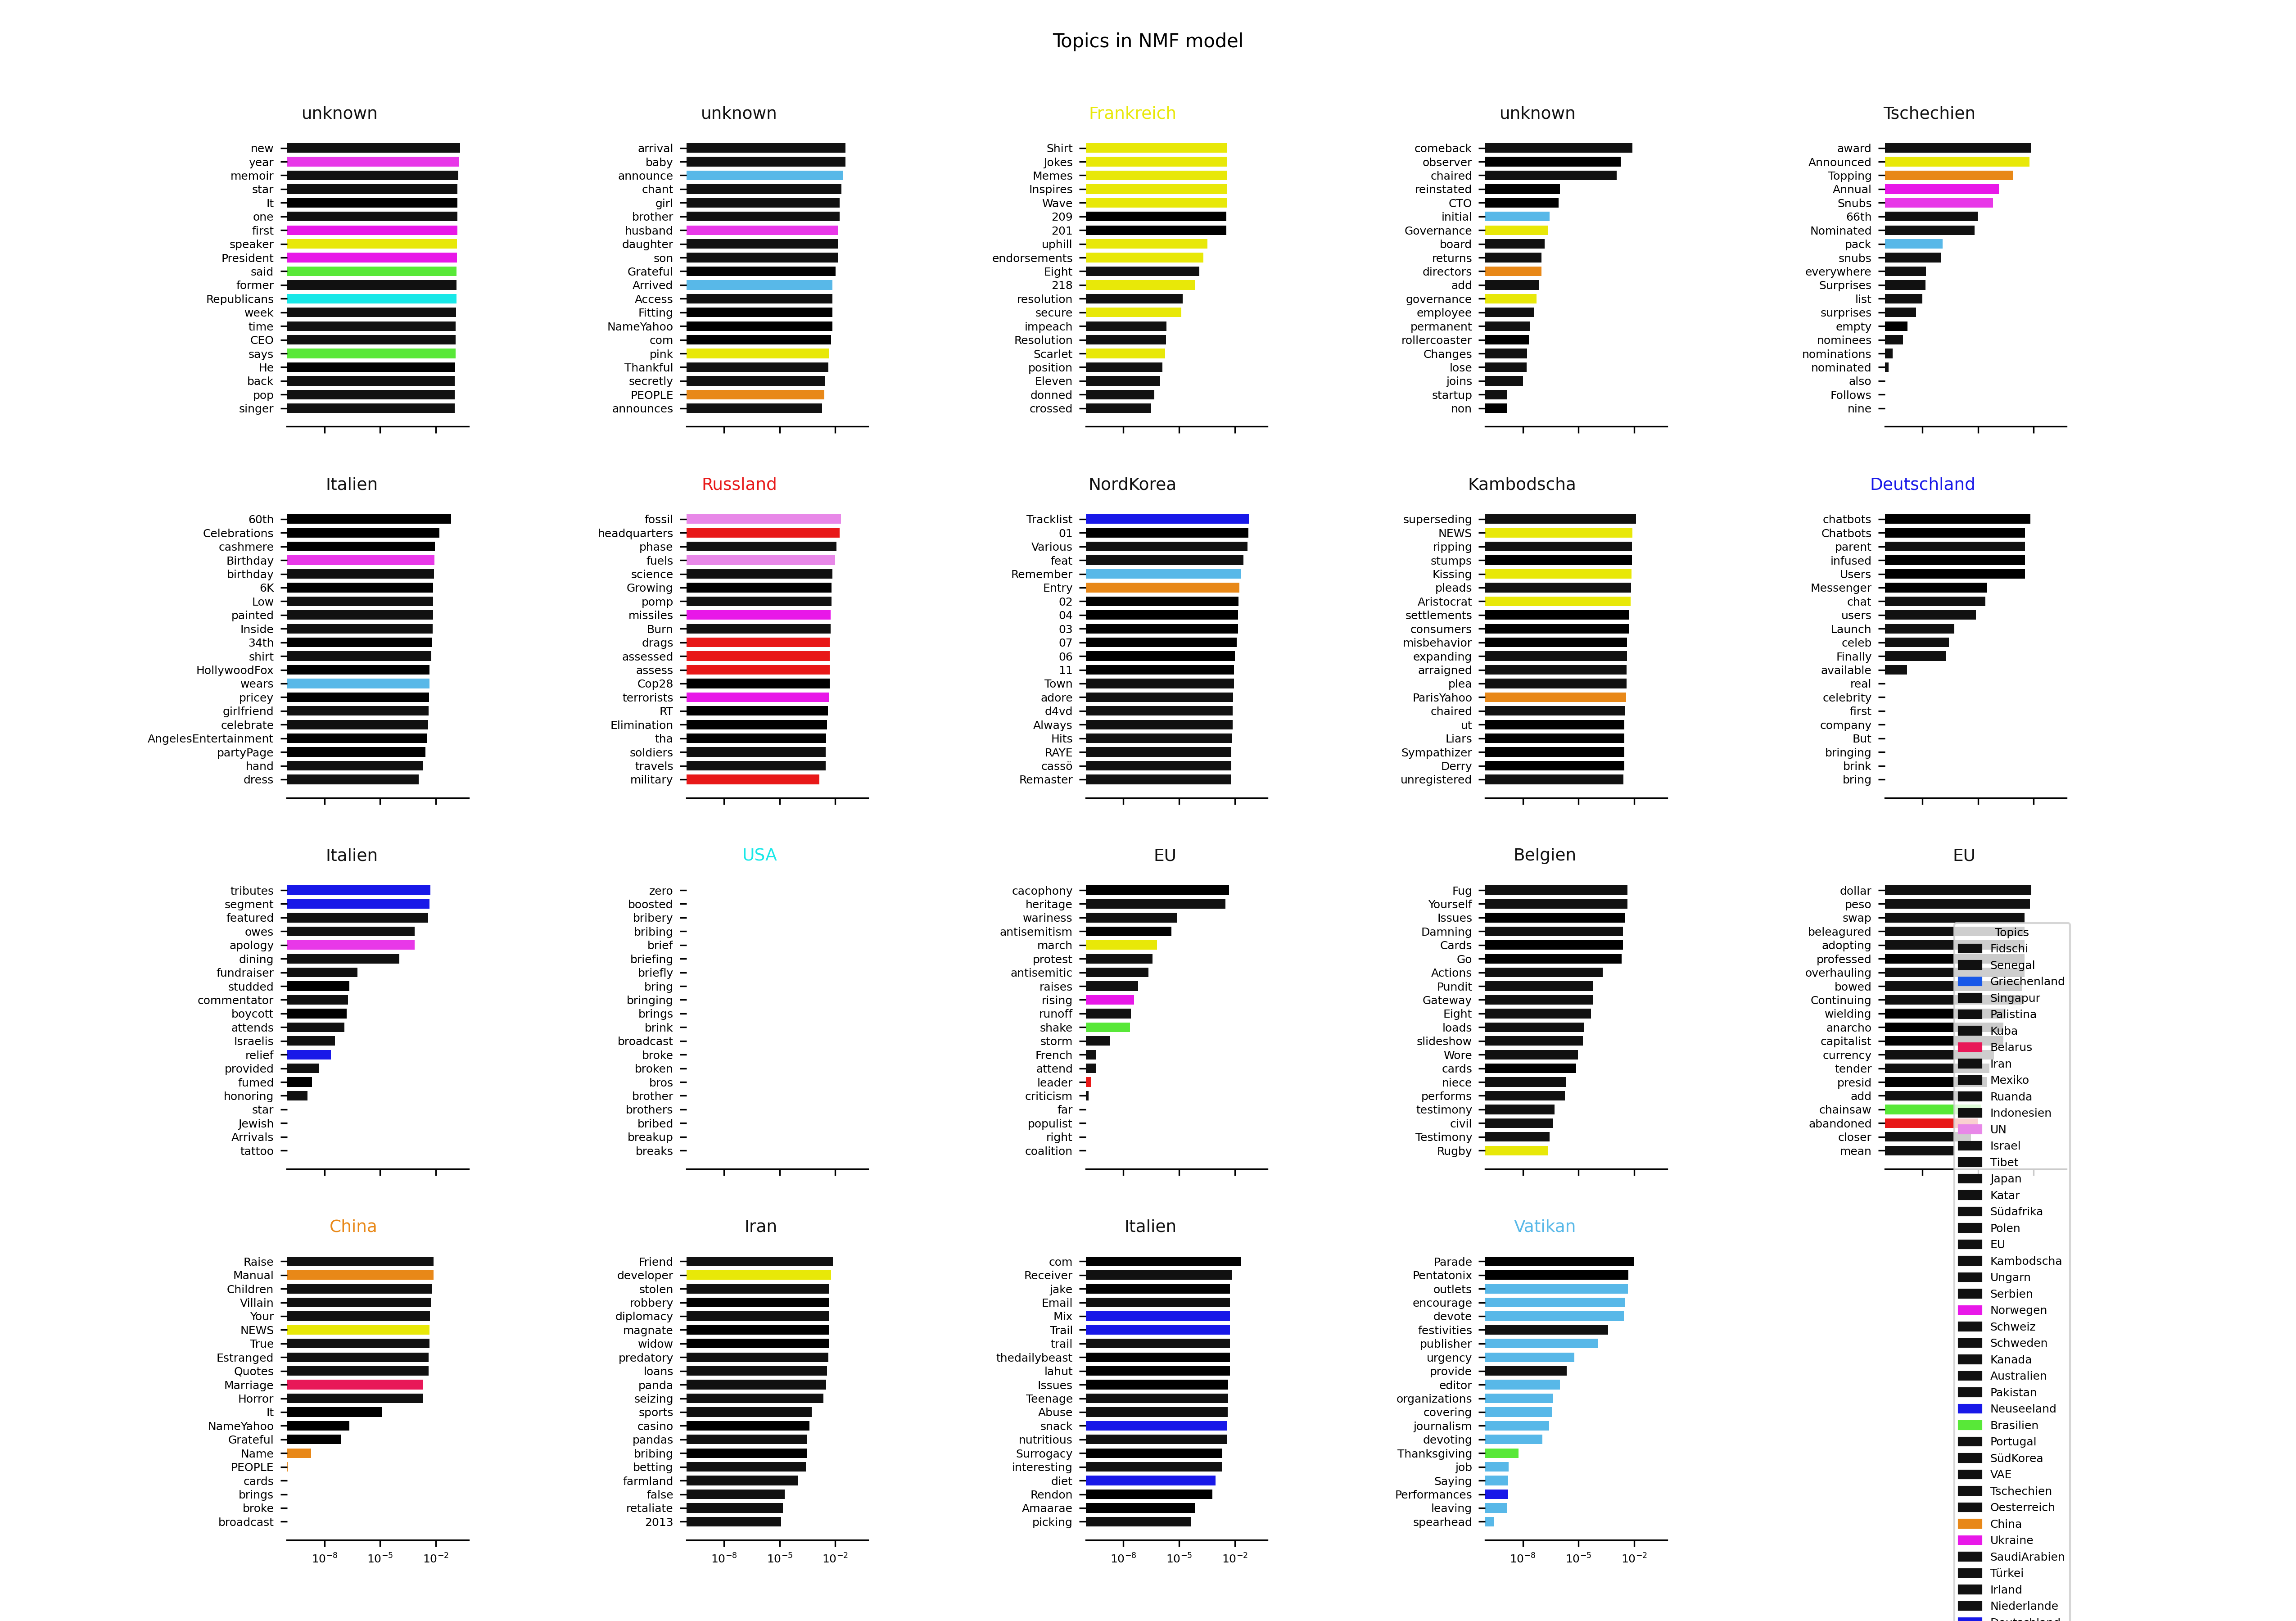 Topics in NMF model
unknown
new
year
memoir
star
It
one
first
speaker
President
said
former
Republicans
week
time
CEO
says
He
back
pop
singer
unknown
arrival
baby
announce
chant
girl
brother
husband
daughter
son
Grateful
Arrived
Access
Fitting
NameYahoo
com
pink
Thankful
secretly
PEOPLE
announces
Frankreich
Shirt
Jokes
Memes
Inspires
Wave
209
201
uphill
endorsements
Eight
218
resolution
secure
impeach
Resolution
Scarlet
position
Eleven
donned
crossed
unknown
comeback
observer
chaired
reinstated
CTO
initial
Governance
board
returns
directors
add
governance
employee
permanent
rollercoaster
Changes
lose
joins
startup
non
Tschechien
award
Announced
Topping
Annual
Snubs
66th
Nominated
pack
snubs
everywhere
Surprises
list
surprises
empty
nominees
nominations
nominated
also
Follows
nine
Italien
60th
Celebrations
cashmere
Birthday
birthday
6K
Low
painted
Inside
34th
shirt
HollywoodFox
wears
pricey
girlfriend
celebrate
AngelesEntertainment
partyPage
hand
dress
Russland
fossil
headquarters
phase
fuels
science
Growing
pomp
missiles
Burn
drags
assessed
assess
Cop28
terrorists
RT
Elimination
tha
soldiers
travels
military
NordKorea
Tracklist
01
Various
feat
Remember
Entry
02
04
03
07
06
11
Town
adore
d4vd
Always
Hits
RAYE
cassö
Remaster
Kambodscha
superseding
NEWS
ripping
stumps
Kissing
pleads
Aristocrat
settlements
consumers
misbehavior
expanding
arraigned
plea
ParisYahoo
chaired
ut
Liars
Sympathizer
Derry
unregistered
Deutschland
chatbots
Chatbots
parent
infused
Users
Messenger
chat
users
Launch
celeb
Finally
available
real
celebrity
first
company
But
bringing
brink
bring
Italien
tributes
segment
featured
owes
apology
dining
fundraiser
studded
commentator
boycott
attends
Israelis
relief
provided
fumed
honoring
star
Jewish
Arrivals
tattoo
USA
zero
boosted
bribery
bribing
brief
briefing
briefly
bring
bringing
brings
brink
broadcast
broke
broken
bros
brother
brothers
bribed
breakup
breaks
EU
cacophony
heritage
wariness
antisemitism
march
protest
antisemitic
raises
rising
runoff
shake
storm
French
attend
leader
criticism
far
populist
right
coalition
Belgien
Fug
Yourself
Issues
Damning
Cards
Go
Actions
Pundit
Gateway
Eight
loads
slideshow
Wore
cards
niece
performs
testimony
civil
Testimony
Rugby
EU
dollar
peso
swap
beleagured
adopting
professed
overhauling
bowed
Continuing
wielding
anarcho
capitalist
currency
tender
presid
add
chainsaw
abandoned
closer
mean
China
Raise
Manual
Children
Villain
Your
NEWS
True
Estranged
Quotes
Marriage
Horror
It
NameYahoo
Grateful
Name
PEOPLE
cards
brings
broke
broadcast
10⁻⁸ 10⁻⁵ 10⁻²
Iran
Friend
developer
stolen
robbery
diplomacy
magnate
widow
predatory
loans
panda
seizing
sports
casino
pandas
bribing
betting
farmland
false
retaliate
2013
10⁻⁸ 10⁻⁵ 10⁻²
Italien
com
Receiver
jake
Email
Mix
Trail
trail
thedailybeast
lahut
Issues
Teenage
Abuse
snack
nutritious
Surrogacy
interesting
diet
Rendon
Amaarae
picking
10⁻⁸ 10⁻⁵ 10⁻²
Vatikan
Parade
Pentatonix
outlets
encourage
devote
festivities
publisher
urgency
provide
editor
organizations
covering
journalism
devoting
Thanksgiving
job
Saying
Performances
leaving
spearhead
10⁻⁸ 10⁻⁵ 10⁻²
Topics
Fidschi
Senegal
Griechenland
Singapur
Palistina
Kuba
Belarus
Iran
Mexiko
Ruanda
Indonesien
UN
Israel
Tibet
Japan
Katar
Südafrika
Polen
EU
Kambodscha
Ungarn
Serbien
Norwegen
Schweiz
Schweden
Kanada
Australien
Pakistan
Neuseeland
Brasilien
Portugal
SüdKorea
VAE
Tschechien
Oesterreich
China
Ukraine
SaudiArabien
Türkei
Irland
Niederlande